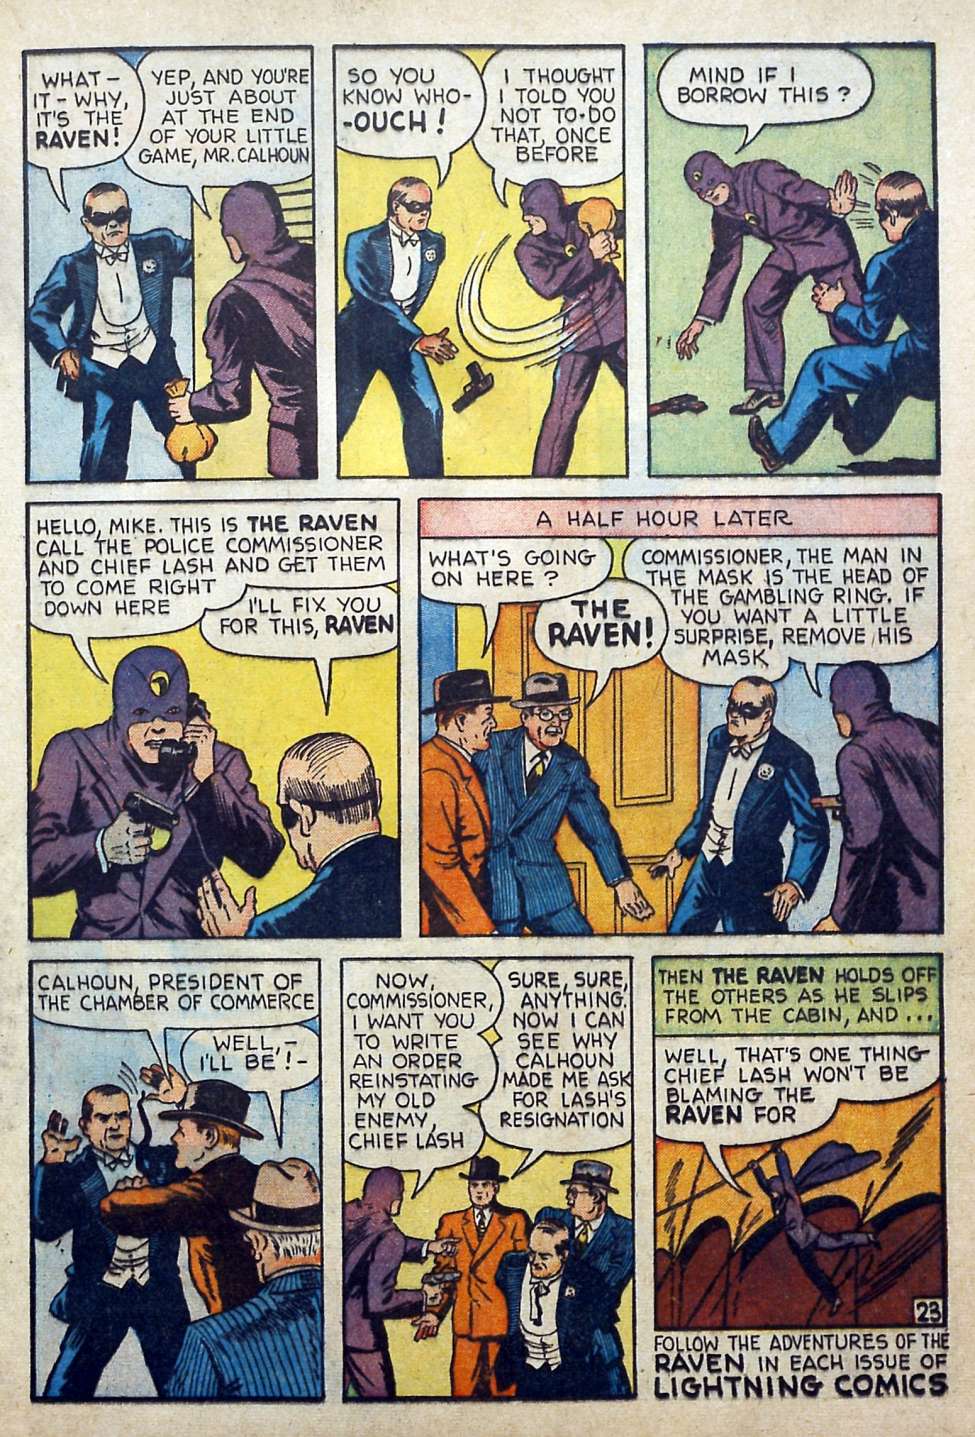 WHAT—
IT—WHY,
IT'S THE
RAVEN!
YEP, AND YOU'RE
JUST ABOUT
AT THE END
OF YOUR LITTLE
GAME, MR. CALHOUN
SO YOU
KNOW WHO-
-OUCH!
I THOUGHT
I TOLD YOU
NOT TO DO
THAT, ONCE
BEFORE
MIND IF I
BORROW THIS?
HELLO, MIKE. THIS IS THE RAVEN
CALL THE POLICE COMMISSIONER
AND CHIEF LASH AND GET THEM
TO COME RIGHT
DOWN HERE
I'LL FIX YOU
FOR THIS, RAVEN
A HALF HOUR LATER
WHAT'S GOING
ON HERE?
THE
RAVEN!
COMMISSIONER, THE MAN IN
THE MASK IS THE HEAD OF
THE GAMBLING RING. IF
YOU WANT A LITTLE
SURPRISE, REMOVE HIS
MASK
CALHOUN, PRESIDENT OF
THE CHAMBER OF COMMERCE
WELL,-
I'LL BE!-
NOW,
COMMISSIONER,
I WANT YOU
TO WRITE
AN ORDER
REINSTATING
MY OLD
ENEMY,
CHIEF LASH
SURE, SURE,
ANYTHING.
NOW I CAN
SEE WHY
CALHOUN
MADE ME ASK
FOR LASH'S
RESIGNATION
THEN THE RAVEN HOLDS OFF
THE OTHERS AS HE SLIPS
FROM THE CABIN, AND...
WELL, THAT'S ONE THING
CHIEF LASH WON'T BE
BLAMING THE
RAVEN FOR
23
FOLLOW THE ADVENTURES OF THE
RAVEN IN EACH ISSUE OF
LIGHTNING COMICS